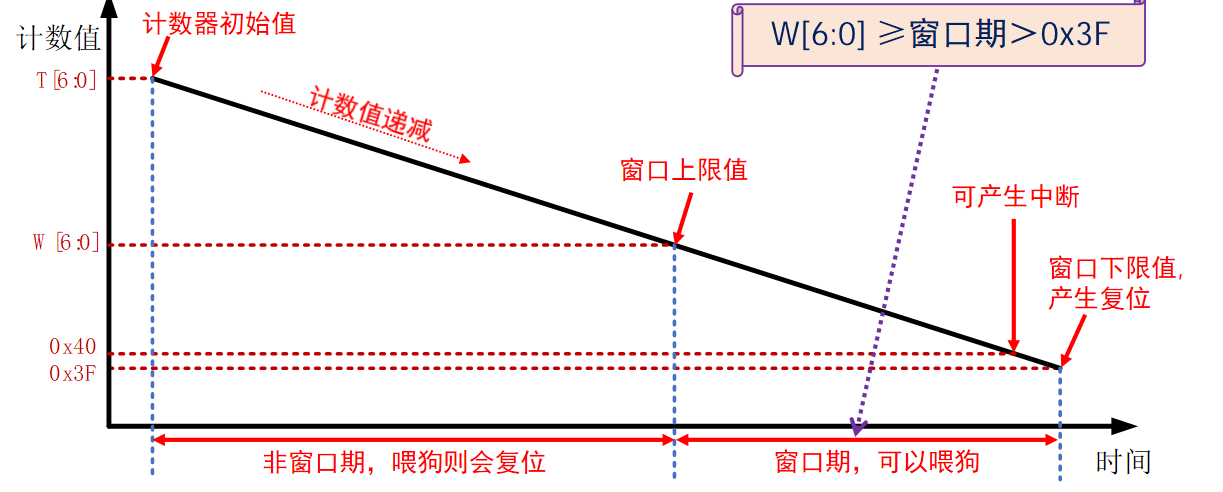 W[6:0] ≥窗口期＞0x3F
计数器初始值
计数值
T[6:0]
计数值递减
窗口上限值
可产生中断
W [6:0]
窗口下限值,
产生复位
0x40
0x3F
非窗口期，喂狗则会复位
窗口期，可以喂狗
时间